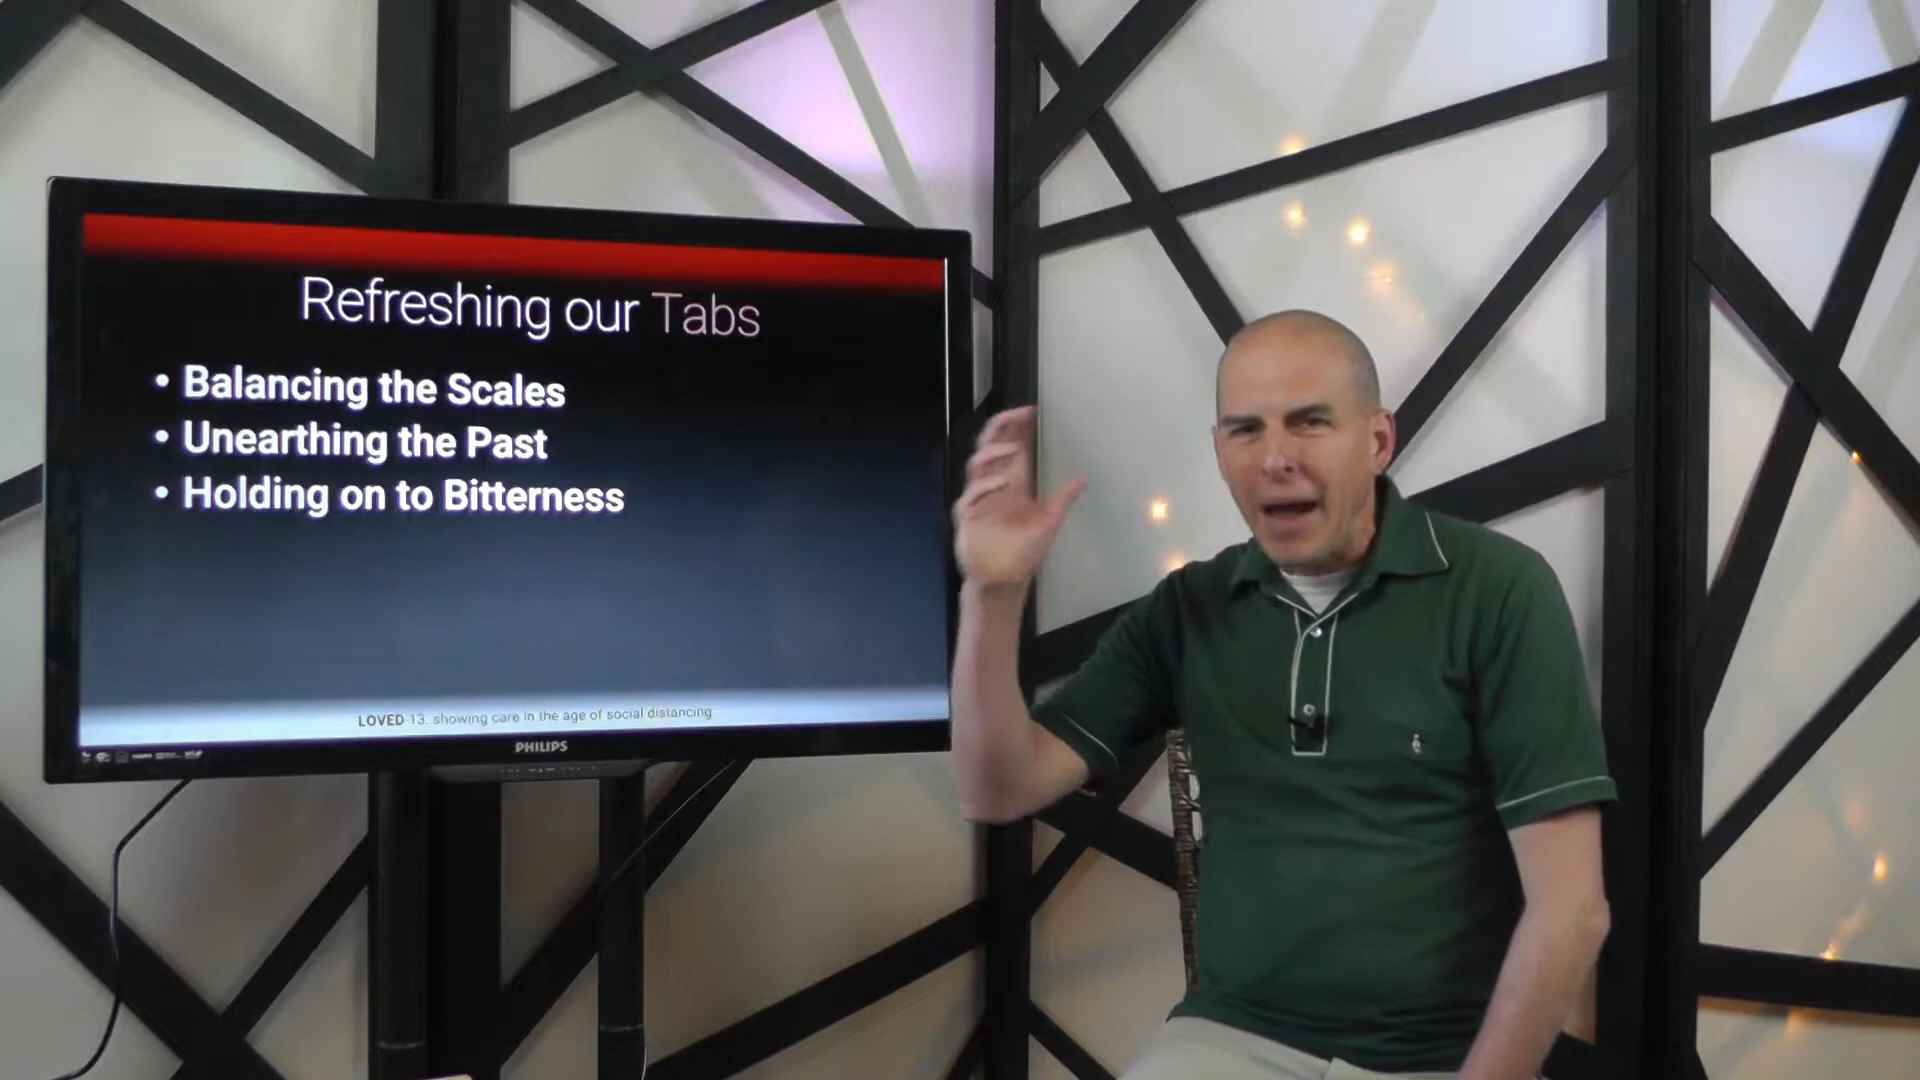 Refreshing our Tabs
• Balancing the Scales
• Unearthing the Past
• Holding on to Bitterness
LOVED 13. showing care in the age of social distancing
PHILIPS